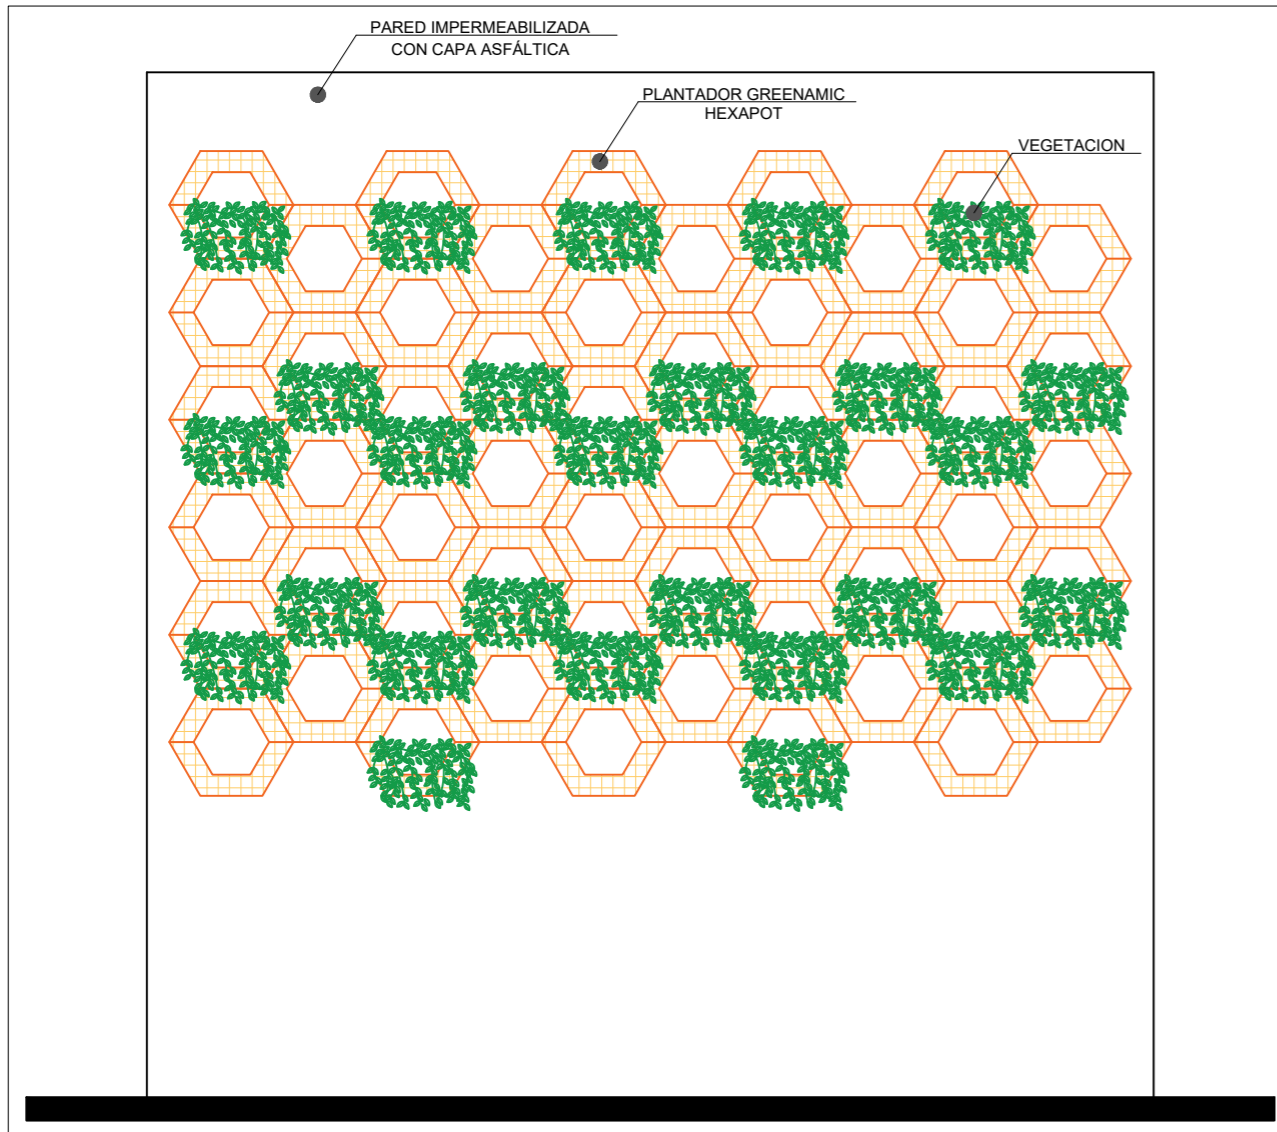 PARED IMPERMEABILIZADA
CON CAPA ASFÁLTICA
PLANTADOR GREENAMIC
HEXAPOT
VEGETACION